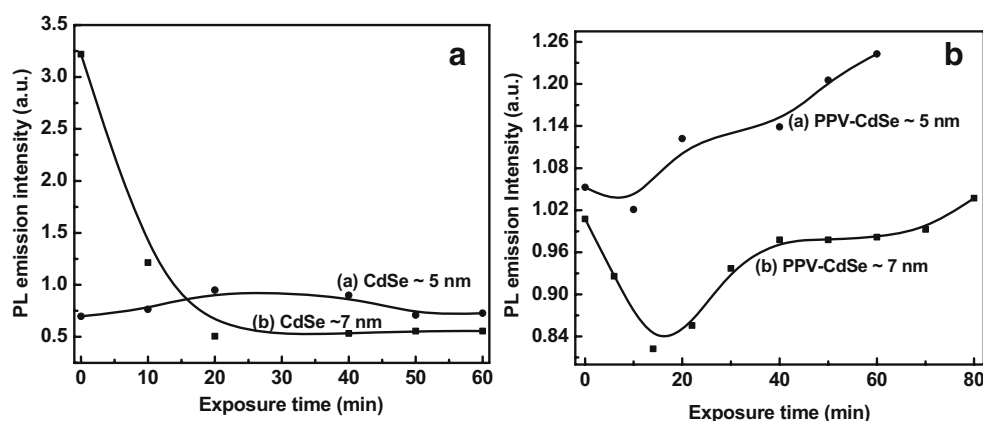 a
PL emission intensity (a.u.)
3.5
3.0
2.5
2.0
1.5
1.0
0.5
(a) CdSe ~ 5 nm
(b) CdSe ~7 nm
0 10 20 30 40 50 60
Exposure time (min)
b
PL emission Intensity (a.u.)
1.26
1.20
1.14
1.08
1.02
0.96
0.90
0.84
(a) PPV-CdSe ~ 5 nm
(b) PPV-CdSe ~ 7 nm
0 20 40 60 80
Exposure time (min)